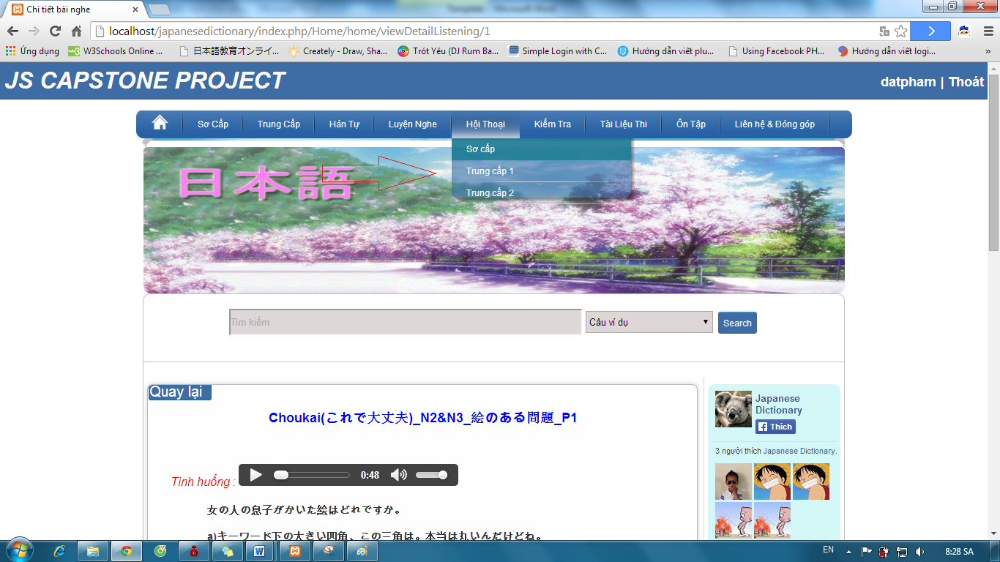 Chi tiết bài nghe
localhost/japanesedictionary/index.php/Home/home/viewDetailListening/1
Ứng dụng W3Schools Online ... 日本語教育オンライ... Creately - Draw, Sha... Trót Yêu (DJ Rum Ba... Simple Login with C... Hướng dẫn viết plu... Using Facebook PH... Hướng dẫn viết logi... »
JS CAPSTONE PROJECT
datpham | Thoát
Sơ Cấp Trung Cấp Hán Tự Luyện Nghe Hội Thoại Kiểm Tra Tài Liệu Thi Ôn Tập Liên hệ & Đóng góp
Sơ cấp
Trung cấp 1
Trung cấp 2
日本語
Tìm kiếm
Câu ví dụ
Search
Quay lại
Choukai(これで大丈夫)_N2&N3_絵のある問題_P1
Tình huống :
0:48
女の人の息子がかいた絵はどれですか。
a)キーワード下の大きい四角、この三角は。本当は丸いんだけどね。
Japanese
Dictionary
Thích
3 người thích Japanese Dictionary.
EN
8:28 SA